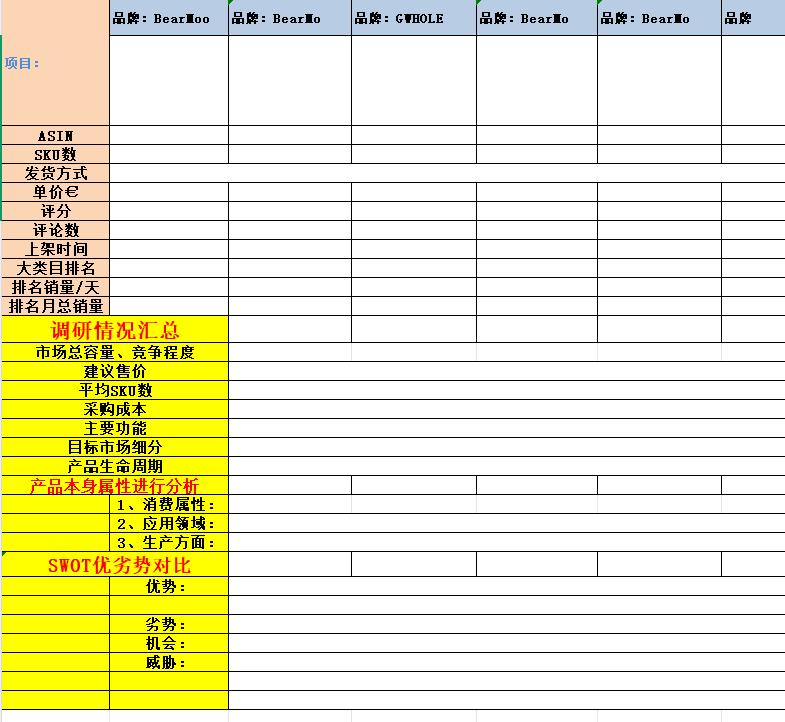 品牌：BearMoo 品牌：BearMo 品牌：GWHOLE 品牌：BearMo 品牌：BearMo 品牌
项目：
ASIN
SKU数
发货方式
单价€
评分
评论数
上架时间
大类目排名
排名销量/天
排名月总销量
调研情况汇总
市场总容量、竞争程度
建议售价
平均SKU数
采购成本
主要功能
目标市场细分
产品生命周期
产品本身属性进行分析
1、消费属性：
2、应用领域：
3、生产方面：
SWOT优劣势对比
优势：
劣势：
机会：
威胁：